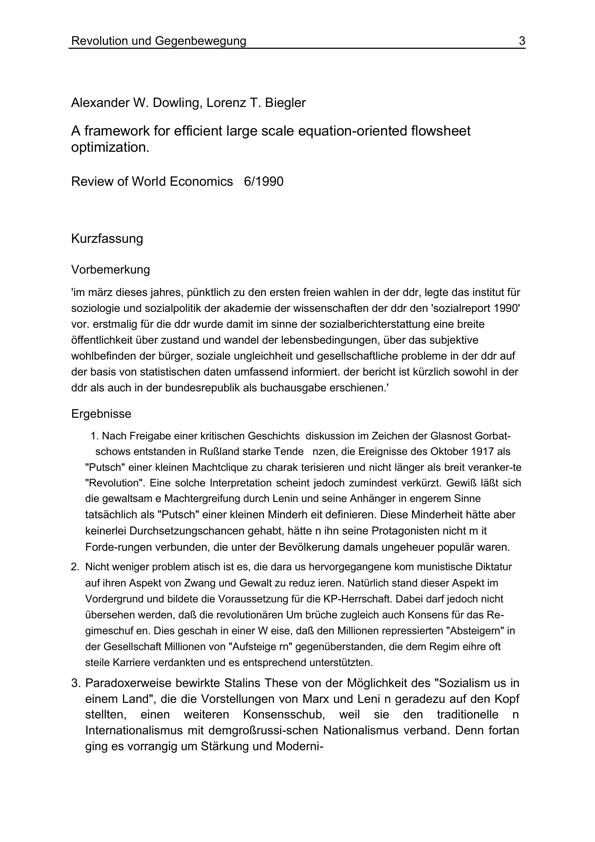 Revolution und Gegenbewegung 3
Alexander W. Dowling, Lorenz T. Biegler
A framework for efficient large scale equation-oriented flowsheet
optimization.
Review of World Economics 6/1990
Kurzfassung
Vorbemerkung
'im märz dieses jahres, pünktlich zu den ersten freien wahlen in der ddr, legte das institut für
soziologie und sozialpolitik der akademie der wissenschaften der ddr den 'sozialreport 1990'
vor. erstmalig für die ddr wurde damit im sinne der sozialberichterstattung eine breite
öffentlichkeit über zustand und wandel der lebensbedingungen, über das subjektive
wohlbefinden der bürger, soziale ungleichheit und gesellschaftliche probleme in der ddr auf
der basis von statistischen daten umfassend informiert. der bericht ist kürzlich sowohl in der
ddr als auch in der bundesrepublik als buchausgabe erschienen.'
Ergebnisse
1. Nach Freigabe einer kritischen Geschichts diskussion im Zeichen der Glasnost Gorbat-
schows entstanden in Rußland starke Tende nzen, die Ereignisse des Oktober 1917 als
"Putsch" einer kleinen Machtclique zu charak terisieren und nicht länger als breit veranker-te
"Revolution". Eine solche Interpretation scheint jedoch zumindest verkürzt. Gewiß läßt sich
die gewaltsam e Machtergreifung durch Lenin und seine Anhänger in engerem Sinne
tatsächlich als "Putsch" einer kleinen Minderh eit definieren. Diese Minderheit hätte aber
keinerlei Durchsetzungschancen gehabt, hätte n ihn seine Protagonisten nicht m it
Forde-rungen verbunden, die unter der Bevölkerung damals ungeheuer populär waren.
2. Nicht weniger problem atisch ist es, die dara us hervorgegangene kom munistische Diktatur
auf ihren Aspekt von Zwang und Gewalt zu reduz ieren. Natürlich stand dieser Aspekt im
Vordergrund und bildete die Voraussetzung für die KP-Herrschaft. Dabei darf jedoch nicht
übersehen werden, daß die revolutionären Um brüche zugleich auch Konsens für das Re-
gimeschuf en. Dies geschah in einer W eise, daß den Millionen repressierten "Absteigern" in
der Gesellschaft Millionen von "Aufsteige rn" gegenüberstanden, die dem Regim eihre oft
steile Karriere verdankten und es entsprechend unterstützten.
3. Paradoxerweise bewirkte Stalins These von der Möglichkeit des "Sozialism us in
einem Land", die die Vorstellungen von Marx und Leni n geradezu auf den Kopf
stellten, einen weiteren Konsensschub, weil sie den traditionelle n
Internationalismus mit demgroßrussi-schen Nationalismus verband. Denn fortan
ging es vorrangig um Stärkung und Moderni-